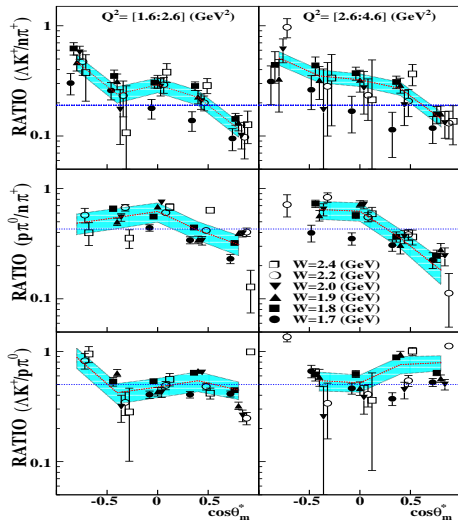 Q²= [1.6:2.6] (GeV²)
Q²= [2.6:4.6] (GeV²)
RATIO (ΛK⁺/nπ⁺)
1
0.1
RATIO (pπ⁰/nπ⁺)
1
0.1
□ W=2.4 (GeV)
○ W=2.2 (GeV)
▼ W=2.0 (GeV)
▲ W=1.9 (GeV)
■ W=1.8 (GeV)
● W=1.7 (GeV)
RATIO (ΛK⁺/pπ⁰)
1
0.1
-0.5 0 0.5
cosθ*ₘ
-0.5 0 0.5
cosθ*ₘ